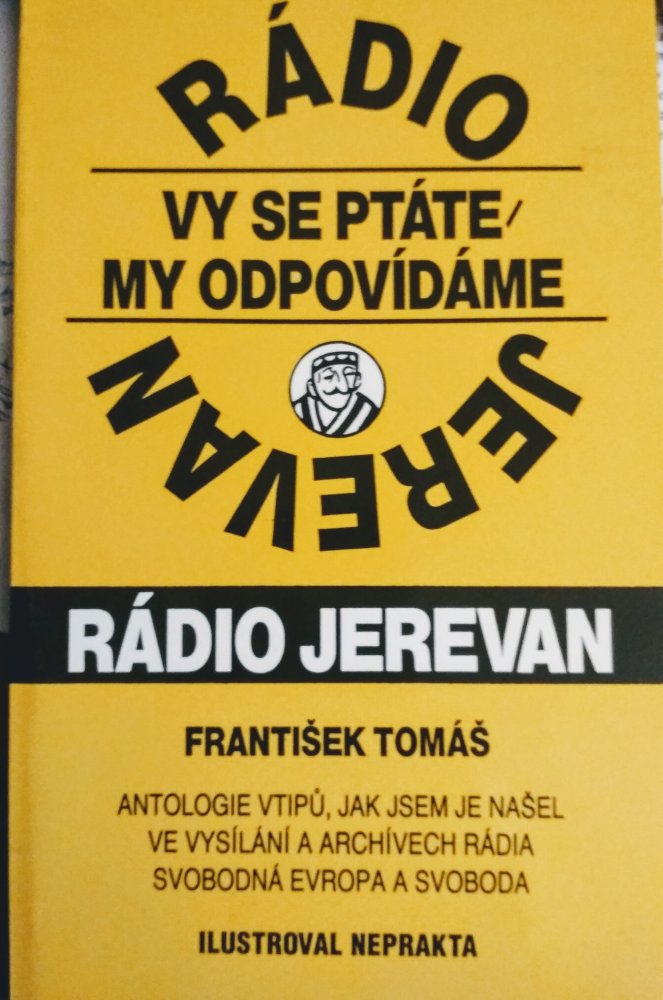 RÁDIO
VY SE PTÁTE/
MY ODPOVÍDÁME
JEREVAN
RÁDIO JEREVAN
FRANTIŠEK TOMÁŠ
ANTOLOGIE VTIPŮ, JAK JSEM JE NAŠEL
VE VYSÍLÁNÍ A ARCHÍVECH RÁDIA
SVOBODNÁ EVROPA A SVOBODA
ILUSTROVAL NEPRAKTA